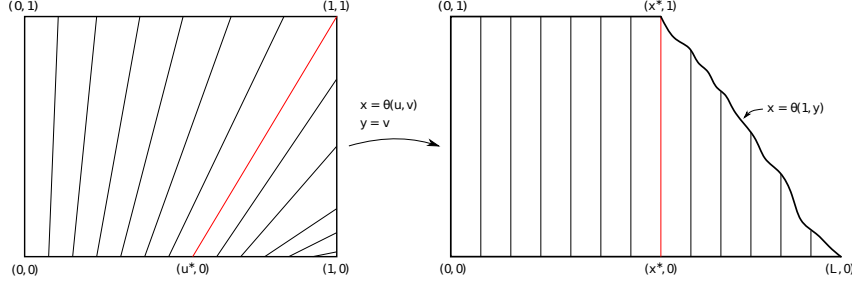 (0, 1)
(1, 1)
(0, 1)
(x*, 1)
x = θ(u, v)
y = v
x = θ(1, y)
(0, 0)
(u*, 0)
(1, 0)
(0, 0)
(x*, 0)
(L, 0)